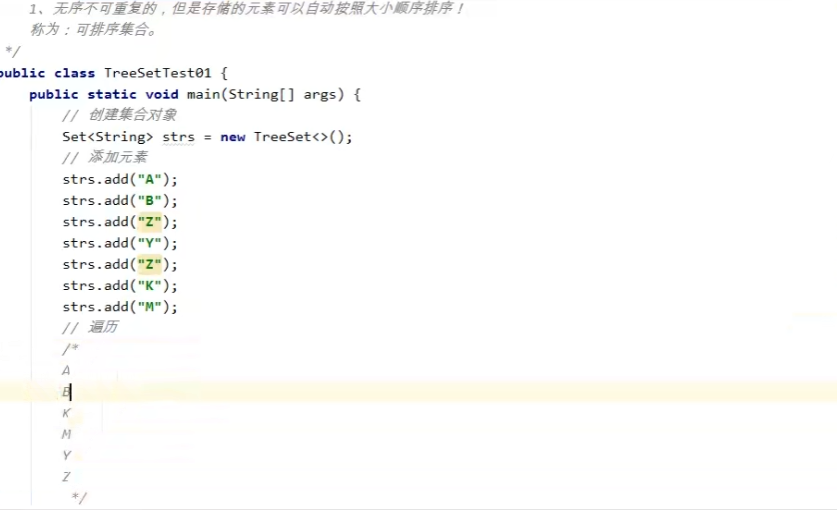 1、无序不可重复的，但是存储的元素可以自动按照大小顺序排序！
称为：可排序集合。
*/
public class TreeSetTest01 {
public static void main(String[] args) {
// 创建集合对象
Set<String> strs = new TreeSet<>();
// 添加元素
strs.add("A");
strs.add("B");
strs.add("Z");
strs.add("Y");
strs.add("Z");
strs.add("K");
strs.add("M");
// 遍历
/*
A
B
K
M
Y
Z
*/